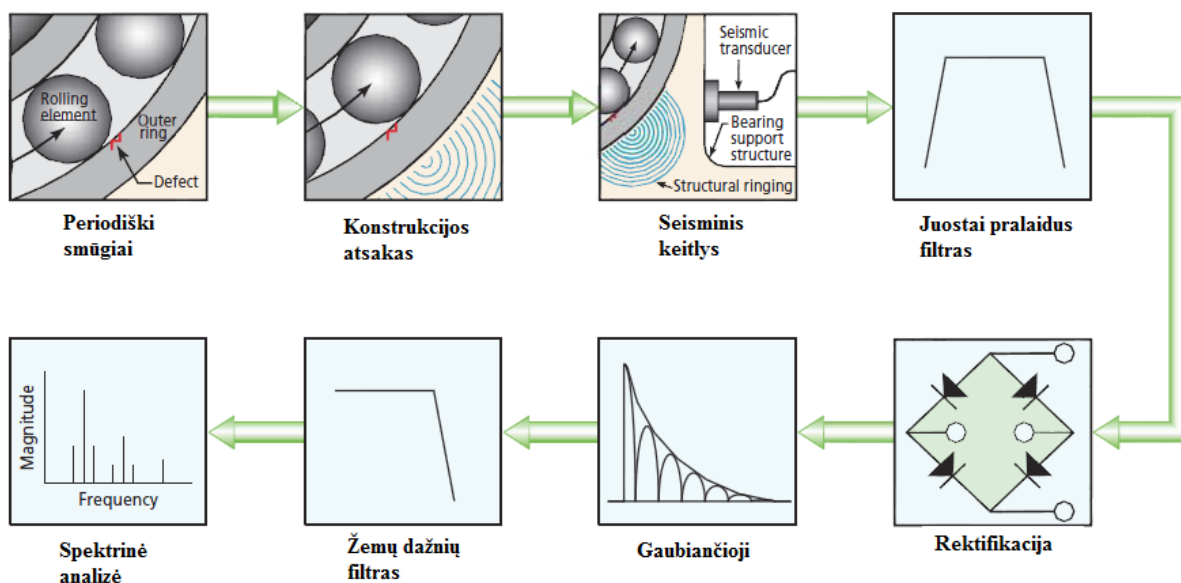 Rolling
element
Outer
ring
Defect
Periodiški
smūgiai
Konstrukcijos
atsakas
Seismic
transducer
Bearing
support
structure
Structural ringing
Seisminis
keitlys
Juostai pralaidus
filtras
Magnitude
Frequency
Spektrinė
analizė
Žemų dažnių
filtras
Gaubiančioji
Rektifikacija